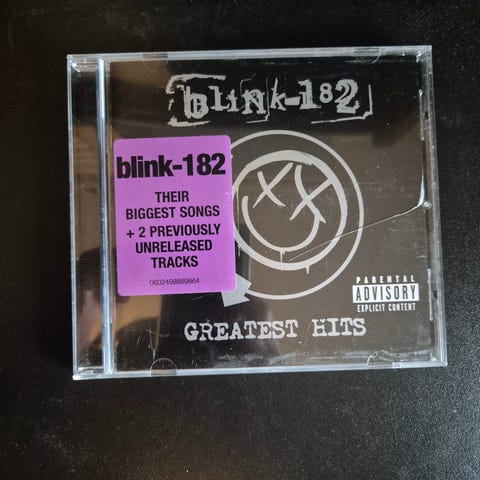 blink-182
blink-182
THEIR
BIGGEST SONGS
+ 2 PREVIOUSLY
UNRELEASED
TRACKS
0602498869864
PARENTAL
ADVISORY
EXPLICIT CONTENT
GREATEST HITS